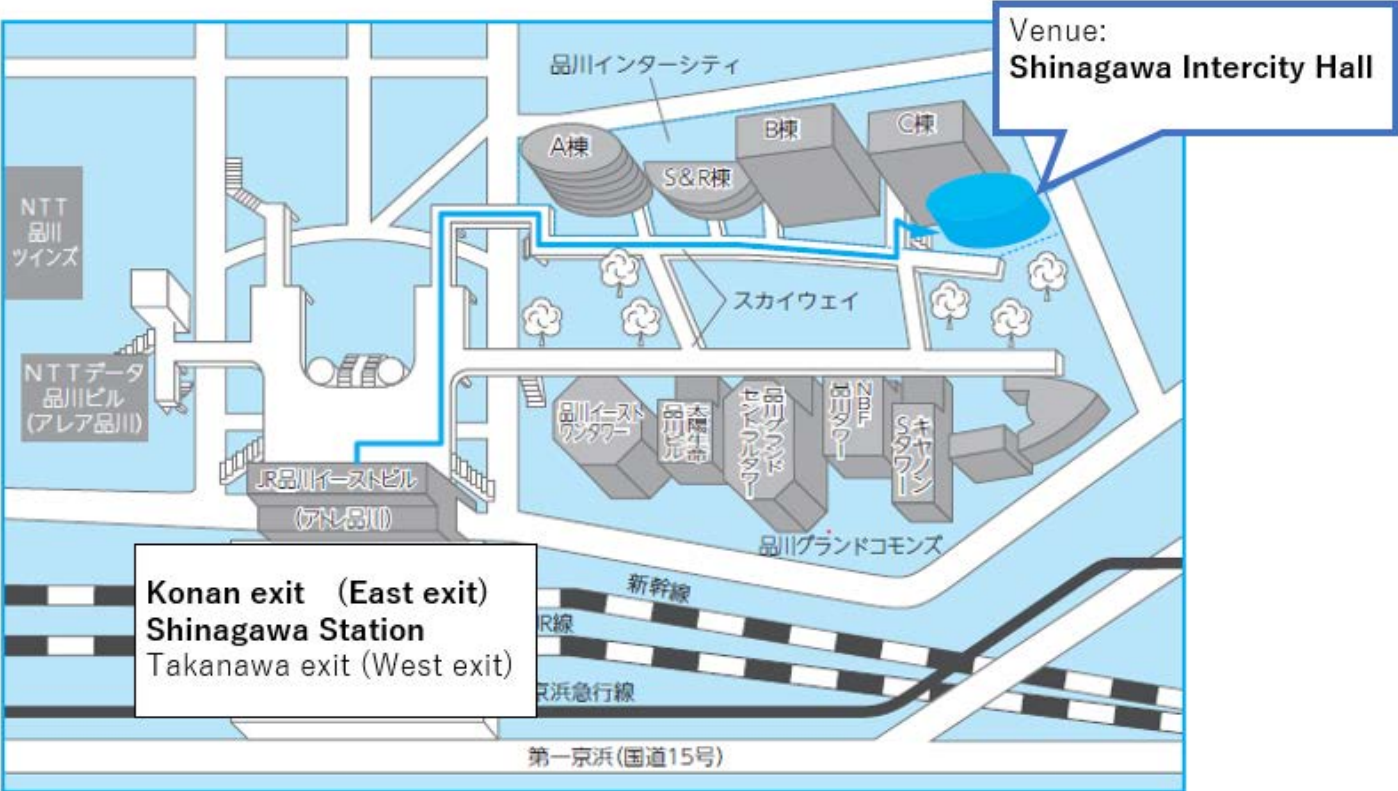 Venue:
Shinagawa Intercity Hall
品川インターシティ
A棟
S&R棟
B棟
C棟
NTT
品川
ツインズ
スカイウェイ
NTTデータ
品川ビル
(アレア品川)
品川イースト
ワンタワー
太陽生命
品川ビル
品川グランド
セントラルタワー
NBF
品川タワー
キヤノン
Sタワー
JR品川イーストビル
(アトレ品川)
品川グランドコモンズ
Konan exit (East exit)
Shinagawa Station
Takanawa exit (West exit)
新幹線
JR線
京浜急行線
第一京浜(国道15号)